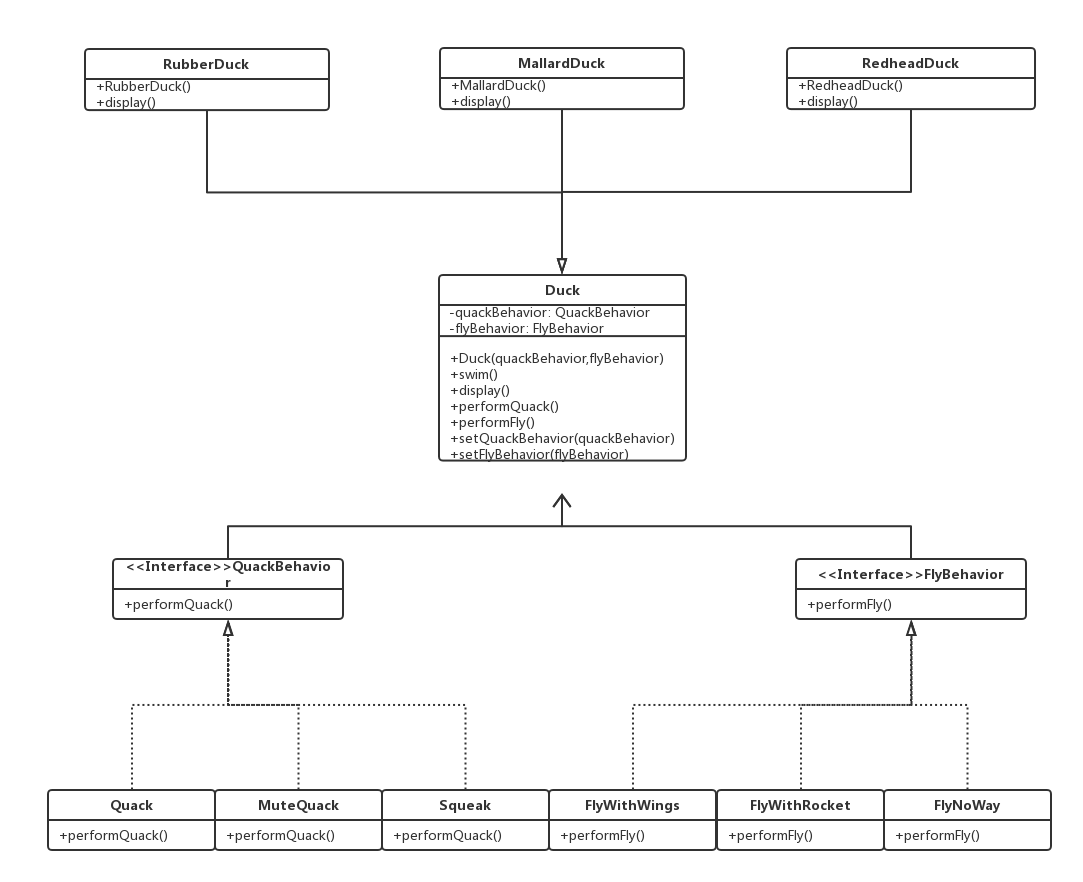 RubberDuck
+RubberDuck()
+display()
MallardDuck
+MallardDuck()
+display()
RedheadDuck
+RedheadDuck()
+display()
Duck
-quackBehavior: QuackBehavior
-flyBehavior: FlyBehavior
+Duck(quackBehavior,flyBehavior)
+swim()
+display()
+performQuack()
+performFly()
+setQuackBehavior(quackBehavior)
+setFlyBehavior(flyBehavior)
<<Interface>>QuackBehavio
r
+performQuack()
<<Interface>>FlyBehavior
+performFly()
Quack
+performQuack()
MuteQuack
+performQuack()
Squeak
+performQuack()
FlyWithWings
+performFly()
FlyWithRocket
+performFly()
FlyNoWay
+performFly()